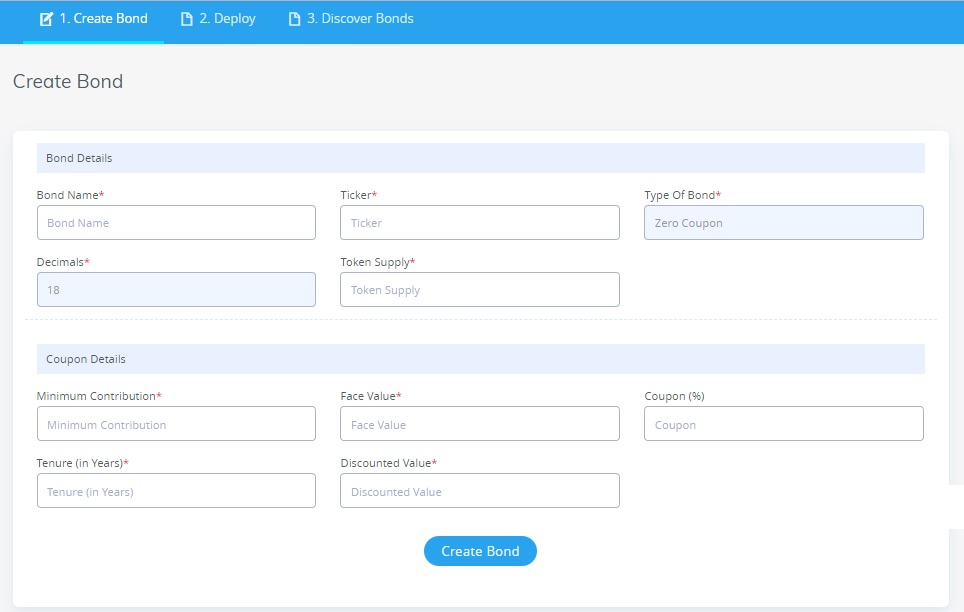 1. Create Bond 2. Deploy 3. Discover Bonds
Create Bond
Bond Details
Bond Name* Ticker* Type Of Bond*
Bond Name Ticker Zero Coupon
Decimals* Token Supply*
18 Token Supply
Coupon Details
Minimum Contribution* Face Value* Coupon (%)
Minimum Contribution Face Value Coupon
Tenure (in Years)* Discounted Value*
Tenure (in Years) Discounted Value
Create Bond